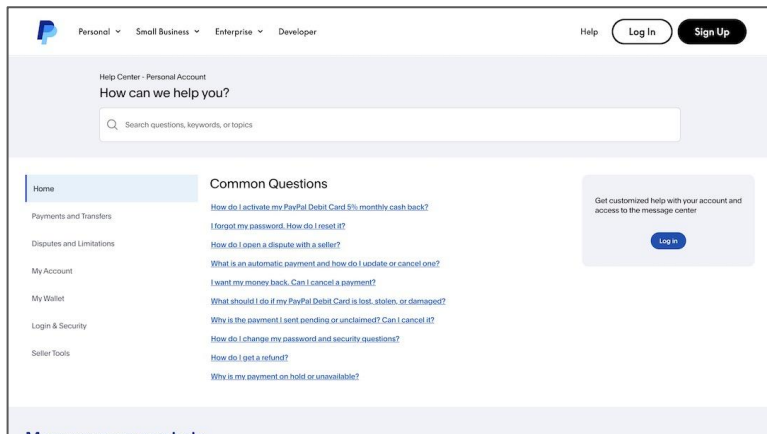 Personal
Small Business
Enterprise
Developer
Help
Log In
Sign Up
Help Center - Personal Account
How can we help you?
Search questions, keywords, or topics
Home
Payments and Transfers
Disputes and Limitations
My Account
My Wallet
Login & Security
Seller Tools
Common Questions
How do I activate my PayPal Debit Card 5% monthly cash back?
I forgot my password. How do I reset it?
How do I open a dispute with a seller?
What is an automatic payment and how do I update or cancel one?
I want my money back. Can I cancel a payment?
What should I do if my PayPal Debit Card is lost, stolen, or damaged?
Why is the payment I sent pending or unclaimed? Can I cancel it?
How do I change my password and security questions?
How do I get a refund?
Why is my payment on hold or unavailable?
Get customized help with your account and
access to the message center
Log in